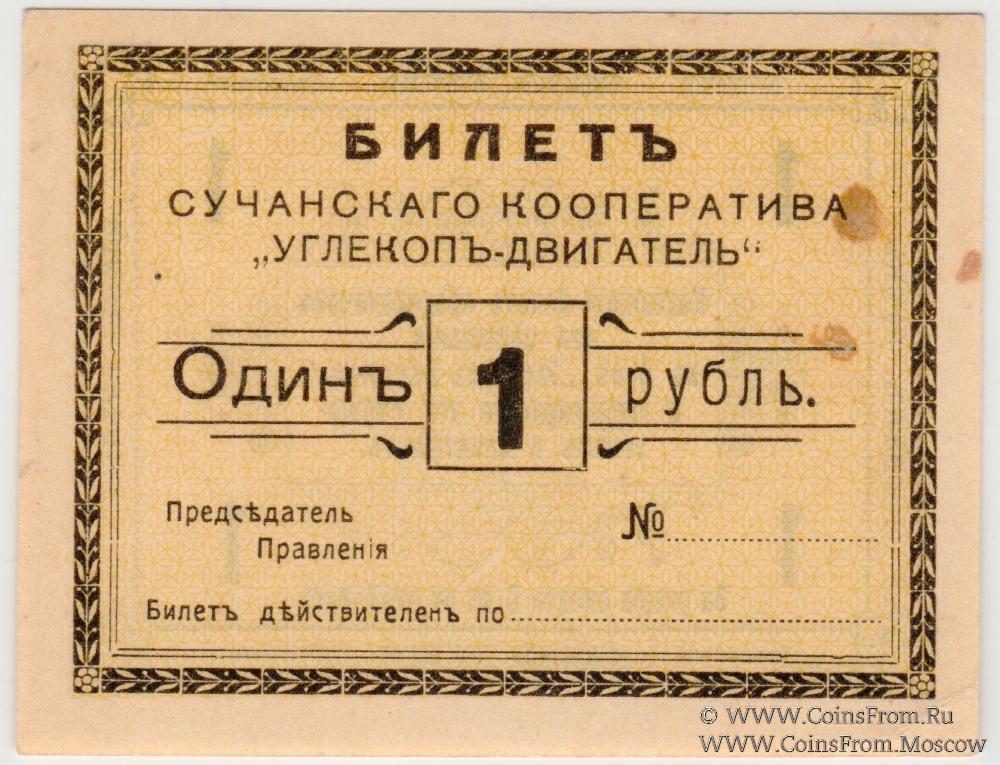 БИЛЕТЪ
СУЧАНСКАГО КООПЕРАТИВА
„УГЛЕКОПЪ-ДВИГАТЕЛЬ“
Одинъ 1 рубль.
Предсѣдатель №
Правленія
Билетъ дѣйствителенъ по
© WWW.CoinsFrom.Ru
WWW.CoinsFrom.Moscow